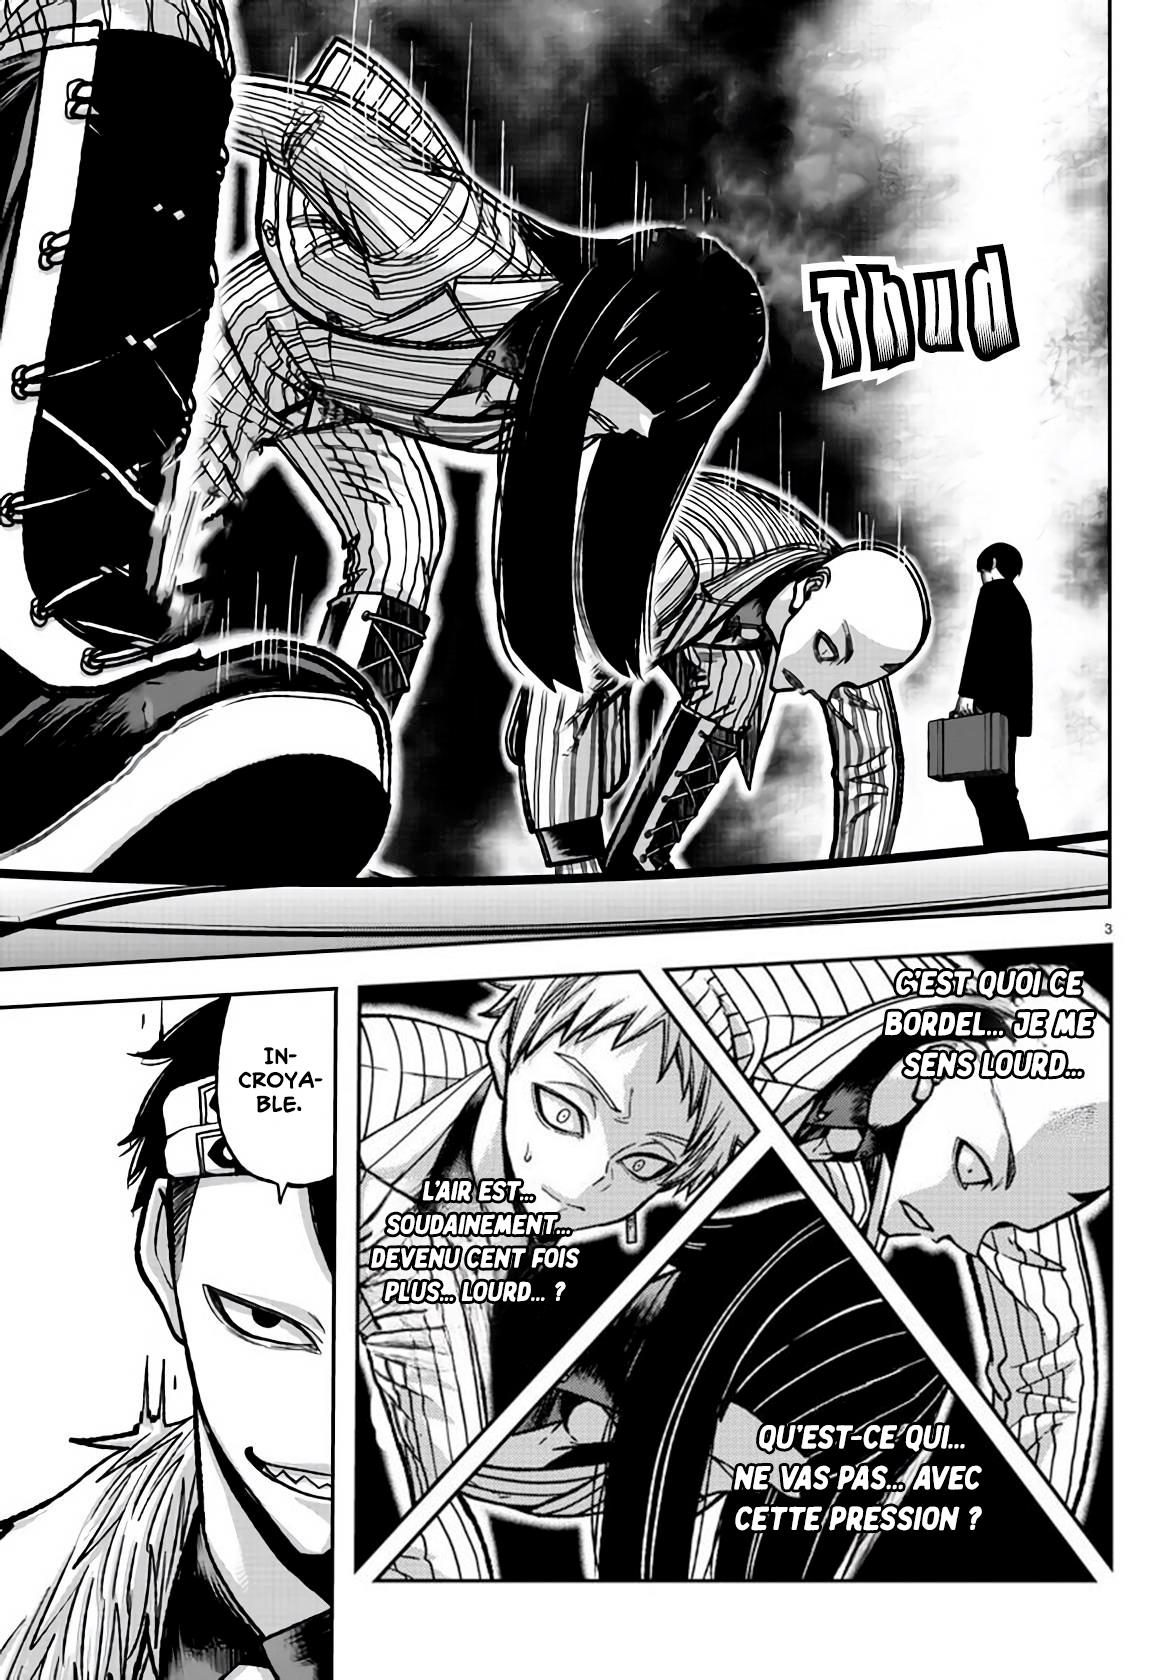 Thud
3
C'EST QUOI CE
BORDEL... JE ME
SENS LOURD...
L'AIR EST...
SOUDAINEMENT...
DEVENU CENT FOIS
PLUS... LOURD... ?
QU'EST-CE QUI...
NE VAS PAS... AVEC
CETTE PRESSION ?
IN-
CROYA-
BLE.